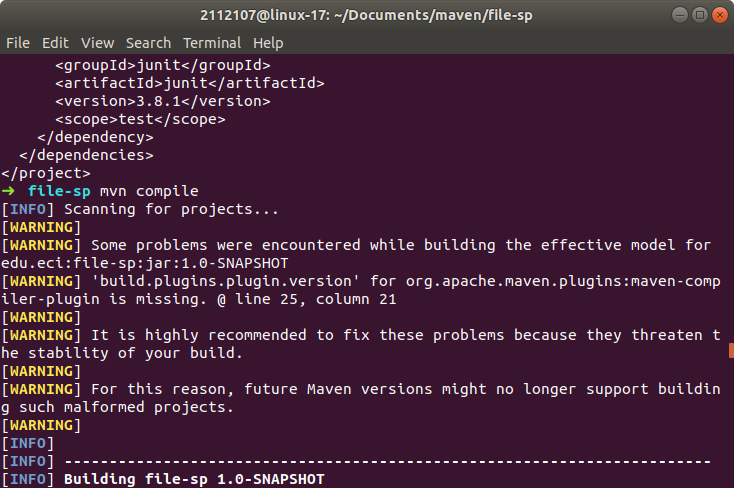 2112107@linux-17: ~/Documents/maven/file-sp
File Edit View Search Terminal Help
      <groupId>junit</groupId>
      <artifactId>junit</artifactId>
      <version>3.8.1</version>
      <scope>test</scope>
    </dependency>
  </dependencies>
</project>
➜  file-sp mvn compile
[INFO] Scanning for projects...
[WARNING]
[WARNING] Some problems were encountered while building the effective model for
edu.eci:file-sp:jar:1.0-SNAPSHOT
[WARNING] 'build.plugins.plugin.version' for org.apache.maven.plugins:maven-comp
iler-plugin is missing. @ line 25, column 21
[WARNING]
[WARNING] It is highly recommended to fix these problems because they threaten t
he stability of your build.
[WARNING]
[WARNING] For this reason, future Maven versions might no longer support buildin
g such malformed projects.
[WARNING]
[INFO]
[INFO] ------------------------------------------------------------------------
[INFO] Building file-sp 1.0-SNAPSHOT